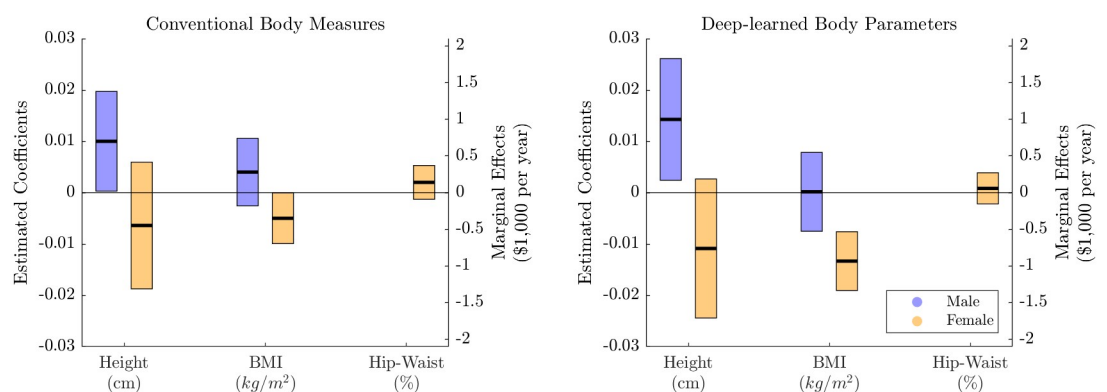 Conventional Body Measures
0.03
0.02
0.01
0
-0.01
-0.02
-0.03
Estimated Coefficients
2
1.5
1
0.5
0
-0.5
-1
-1.5
-2
Marginal Effects
($1,000 per year)
Height
(cm)
BMI
(kg/m²)
Hip-Waist
(%)
Deep-learned Body Parameters
0.03
0.02
0.01
0
-0.01
-0.02
-0.03
Estimated Coefficients
2
1.5
1
0.5
0
-0.5
-1
-1.5
-2
Marginal Effects
($1,000 per year)
Male
Female
Height
(cm)
BMI
(kg/m²)
Hip-Waist
(%)